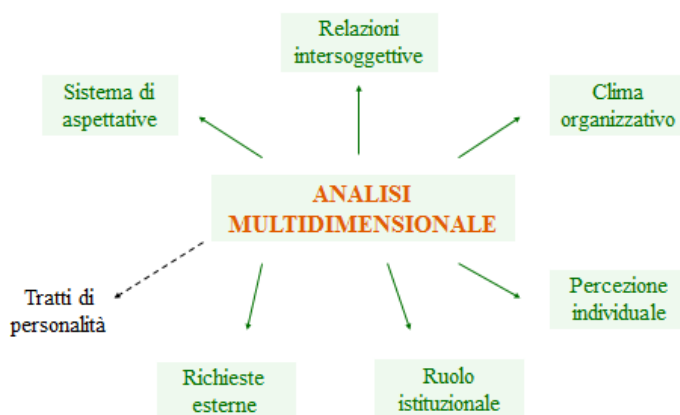 Relazioni
intersoggettive
Sistema di
aspettative
Clima
organizzativo
ANALISI
MULTIDIMENSIONALE
Tratti di
personalità
Percezione
individuale
Richieste
esterne
Ruolo
istituzionale